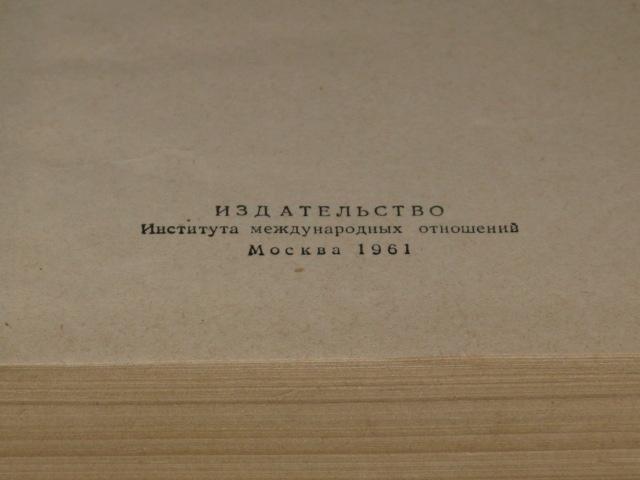 ИЗДАТЕЛЬСТВО
Института международных отношений
Москва 1961